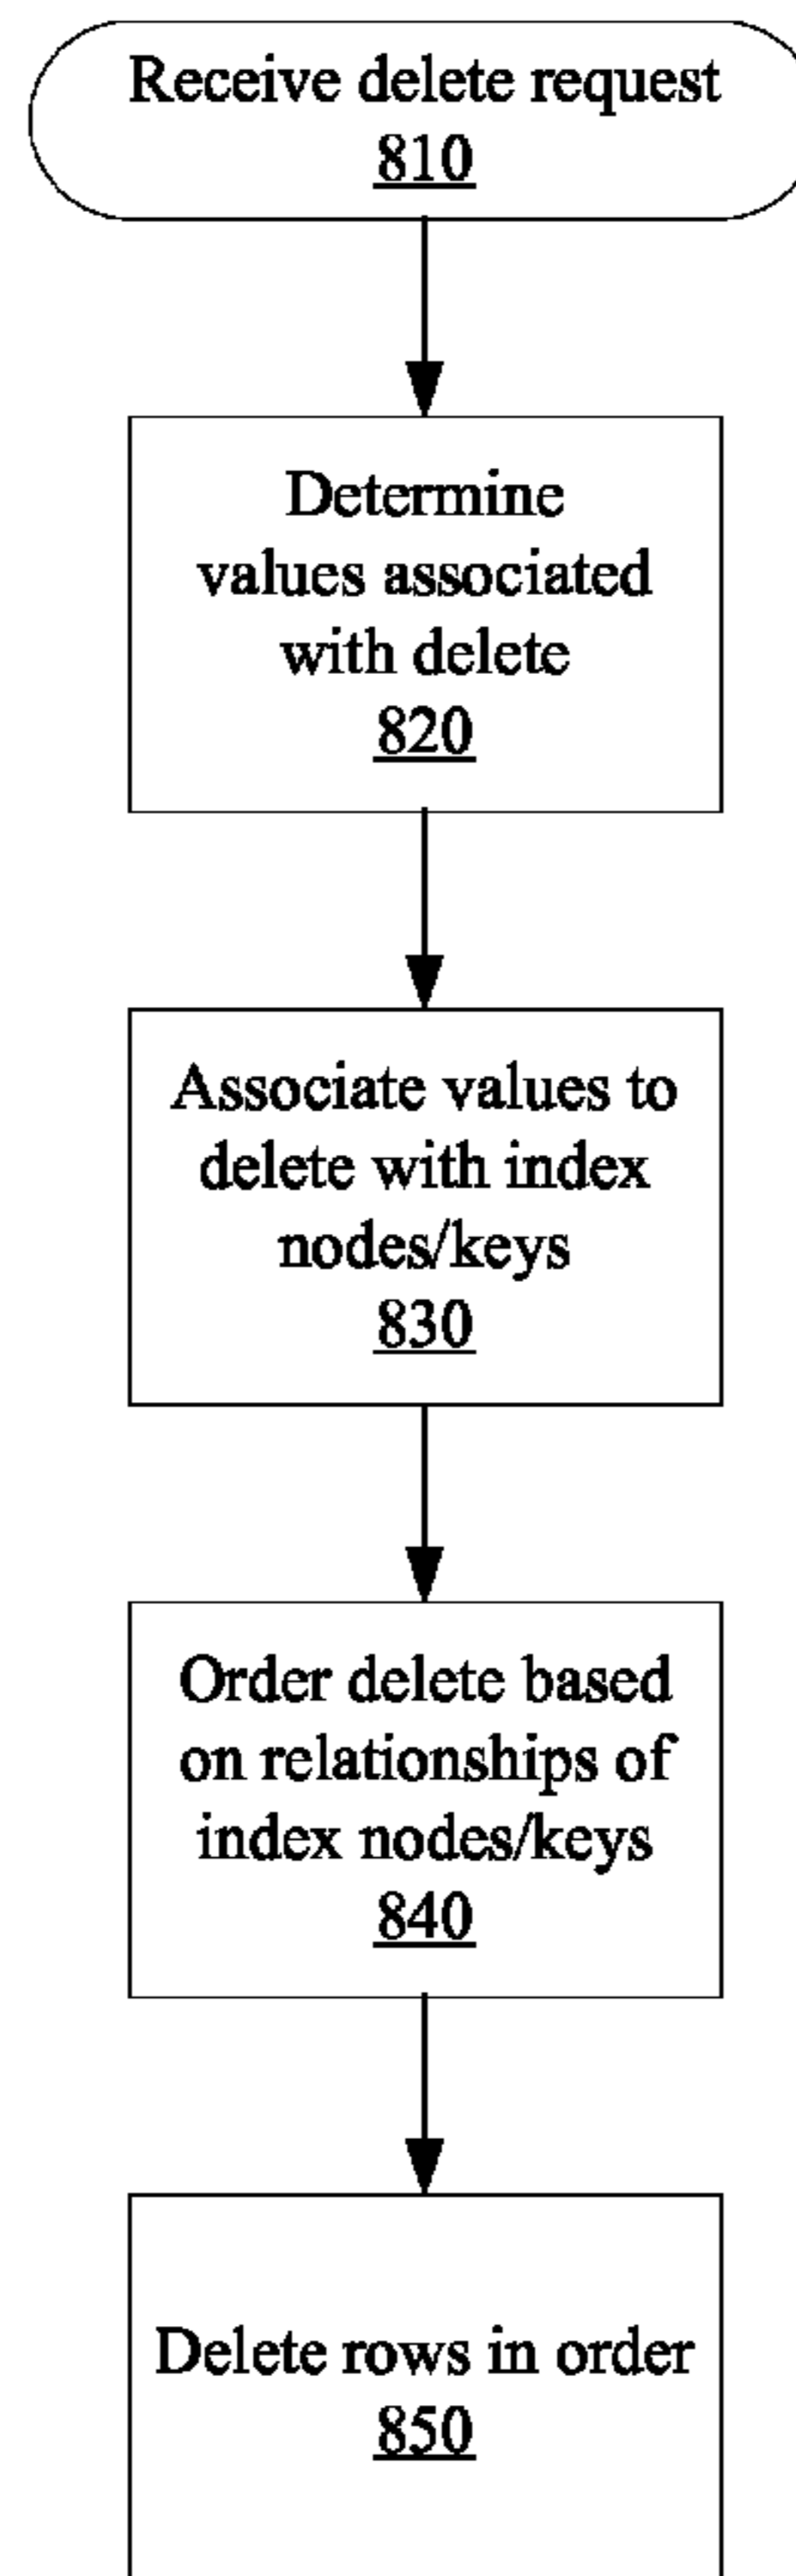 Receive delete request
810
Determine
values associated
with delete
820
Associate values to
delete with index
nodes/keys
830
Order delete based
on relationships of
index nodes/keys
840
Delete rows in order
850